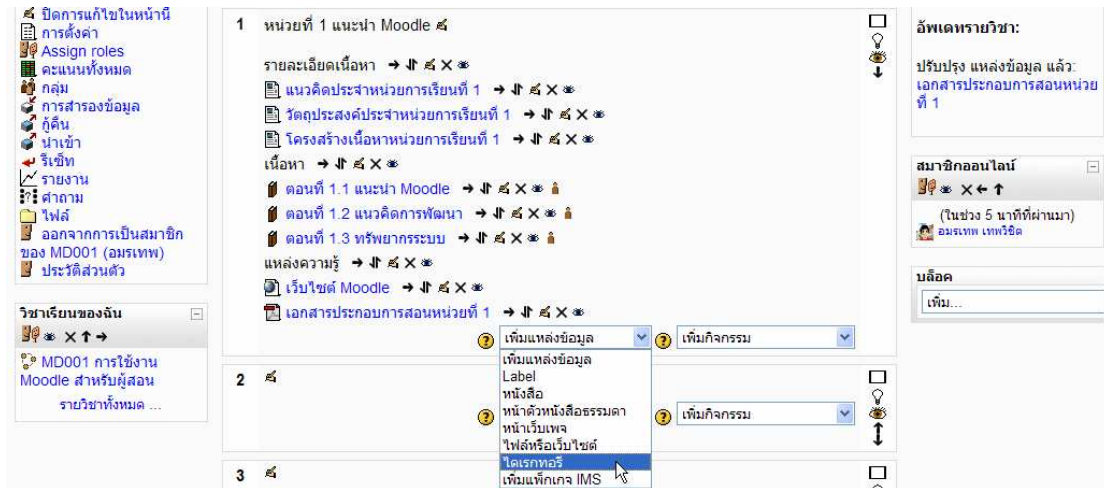 ปิดการแก้ไขในหน้านี้
การตั้งค่า
Assign roles
คะแนนทั้งหมด
กลุ่ม
การสำรองข้อมูล
กู้คืน
นำเข้า
รีเซ็ท
รายงาน
คำถาม
ไฟล์
ออกจากการเป็นสมาชิก
ของ MD001 (อมรเทพ)
ประวัติส่วนตัว
วิชาเรียนของฉัน
MD001 การใช้งาน
Moodle สำหรับผู้สอน
รายวิชาทั้งหมด ...
1 หน่วยที่ 1 แนะนำ Moodle
รายละเอียดเนื้อหา
แนวคิดประจำหน่วยการเรียนที่ 1
วัตถุประสงค์ประจำหน่วยการเรียนที่ 1
โครงสร้างเนื้อหาหน่วยการเรียนที่ 1
เนื้อหา
ตอนที่ 1.1 แนะนำ Moodle
ตอนที่ 1.2 แนวคิดการพัฒนา
ตอนที่ 1.3 ทรัพยากรระบบ
แหล่งความรู้
เว็บไซต์ Moodle
เอกสารประกอบการสอนหน่วยที่ 1
เพิ่มแหล่งข้อมูล เพิ่มกิจกรรม
เพิ่มแหล่งข้อมูล
Label
หนังสือ
หน้าตัวหนังสือธรรมดา
หน้าเว็บเพจ
ไฟล์หรือเว็บไซต์
ไดเรกทอรี
เพิ่มแพ็กเกจ IMS
2
เพิ่มกิจกรรม
3
อัพเดทรายวิชา:
ปรับปรุง แหล่งข้อมูล แล้ว:
เอกสารประกอบการสอนหน่วย
ที่ 1
สมาชิกออนไลน์
(ในช่วง 5 นาทีที่ผ่านมา)
อมรเทพ เทพวิชิต
บล็อค
เพิ่ม...